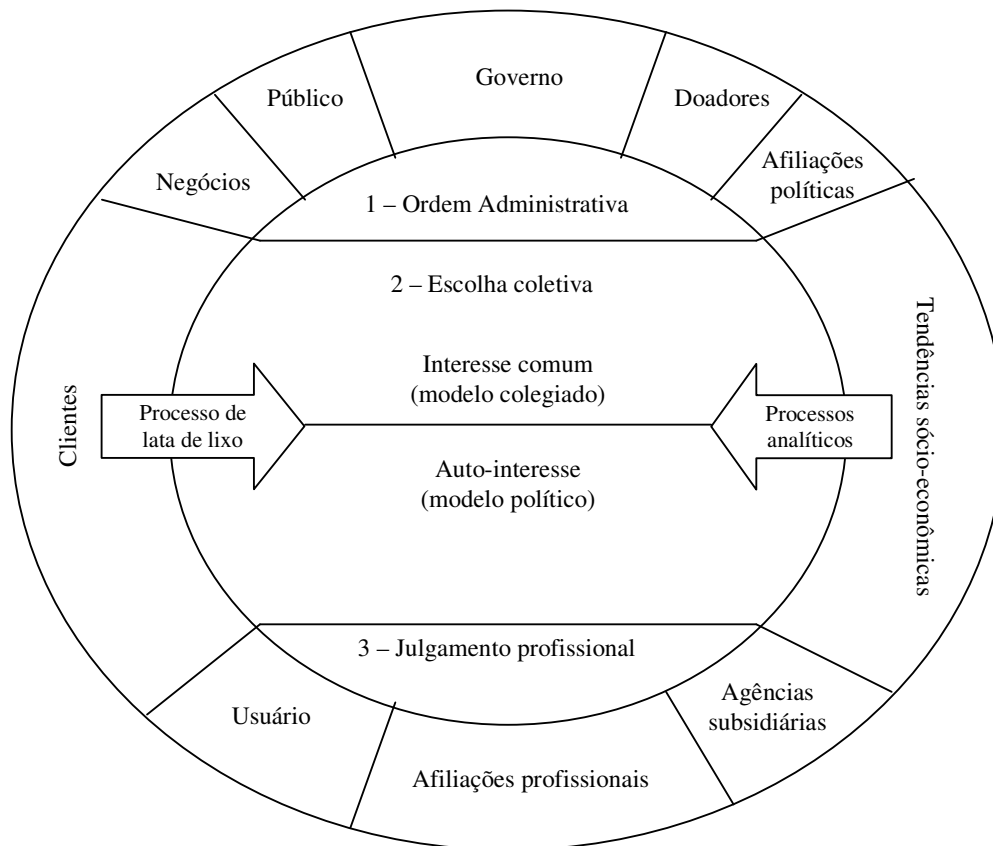 Governo
Público
Doadores
Negócios
Afiliações
políticas
1 – Ordem Administrativa
2 – Escolha coletiva
Interesse comum
(modelo colegiado)
Clientes
Processo de
lata de lixo
Processos
analíticos
Tendências sócio-econômicas
Auto-interesse
(modelo político)
3 – Julgamento profissional
Usuário
Agências
subsidiárias
Afiliações profissionais